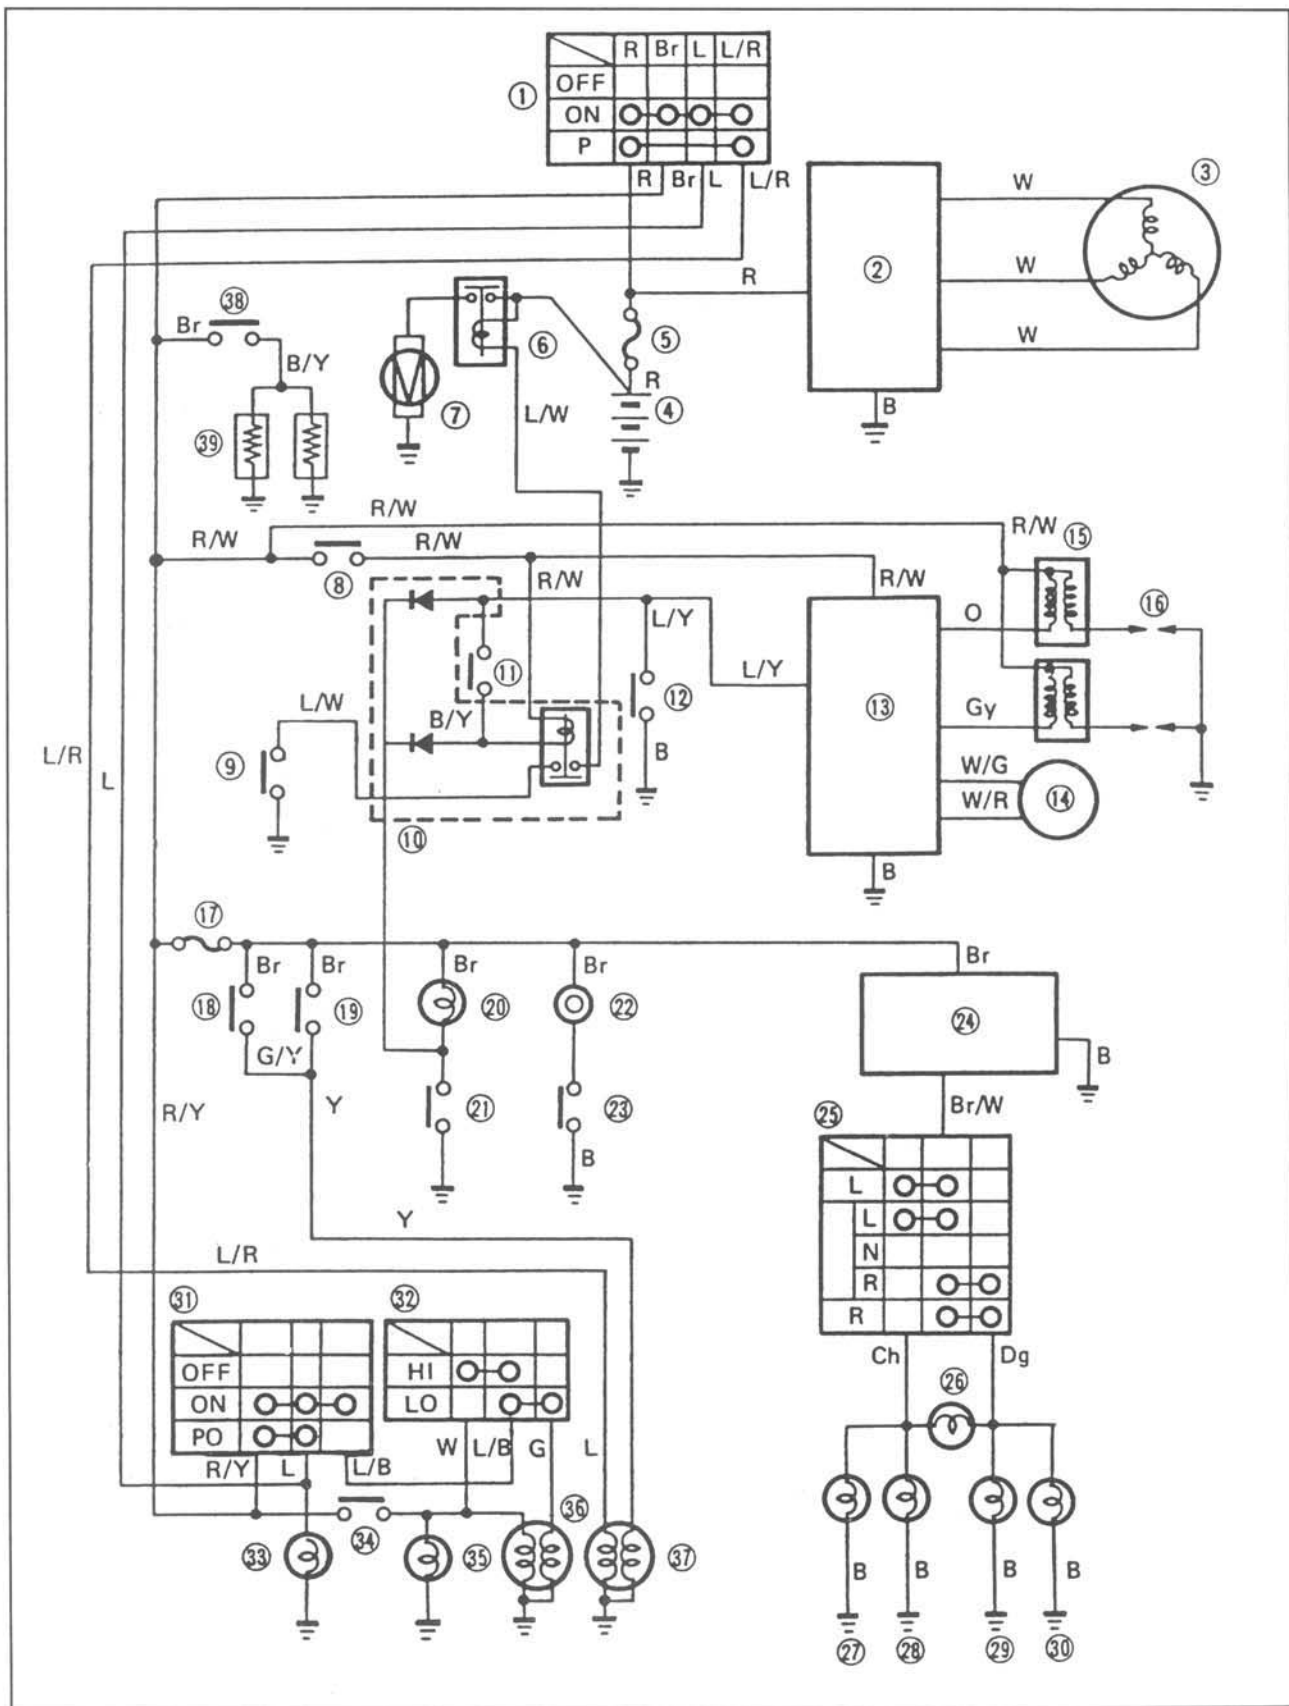 R Br L L/R
OFF
① ON
P
R Br L L/R
W ③
② W
R
W
B
㊳
Br
B/Y
㊴
⑥
⑦
L/W
⑤
R
④
R/W
R/W R/W R/W ⑮
⑧ R/W R/W
L/Y O ⑯
⑪ L/Y
L/W ⑫ ⑬
B/Y Gy
L/R B
⑨ W/G
L W/R ⑭
⑩
B
⑰
Br Br Br Br Br
⑱ ⑲ ⑳ ㉒ ㉔
G/Y B
R/Y Y ㉑ ㉓ Br/W
㉕
B
L
L
N
R
R
Y
L/R
㉛ ㉜
OFF HI
ON LO
PO
R/Y L L/B W L/B G L
Ch Dg
㉖
㊱
㉝ ㉞ ㉟ ㊲
B B B B
㉗ ㉘ ㉙ ㉚